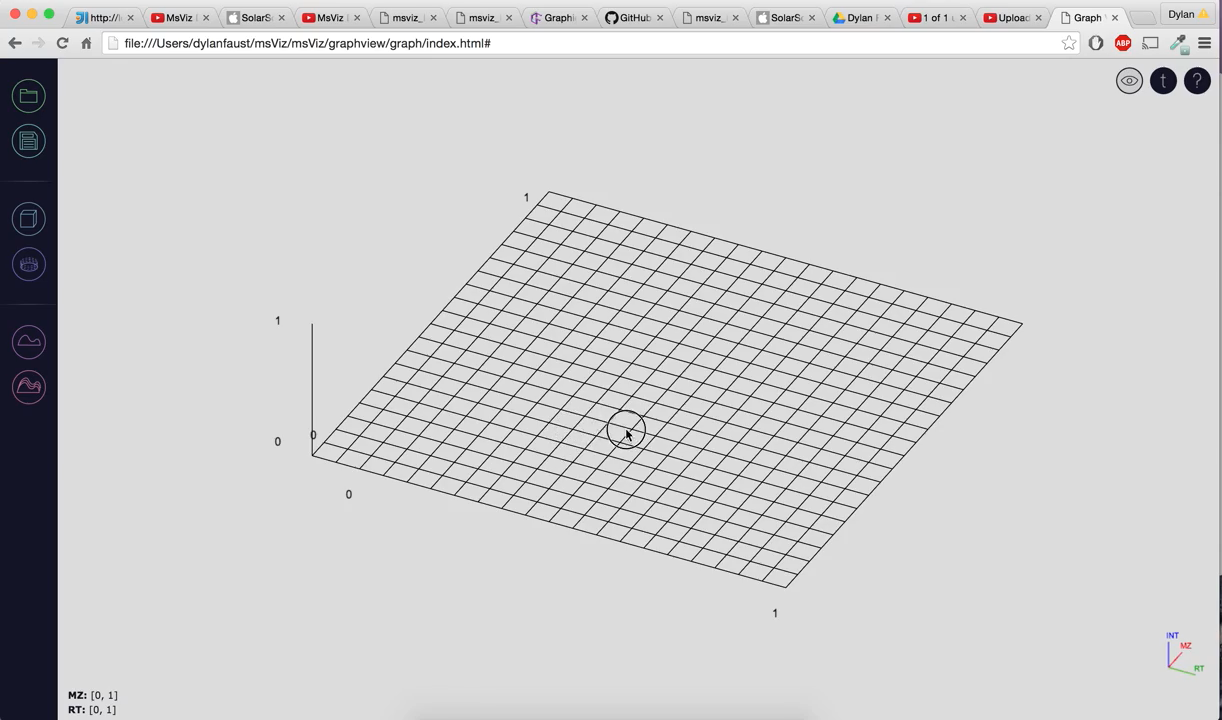 http://l
MsViz
SolarS
MsViz
msviz_
msviz_
Graphi
GitHub
msviz_
SolarS
Dylan
1 of 1
Upload
Graph
Dylan
file:///Users/dylanfaust/msViz/msViz/graphview/graph/index.html#
ABP
t
?
1
1
0
0
0
1
INT
MZ
RT
MZ: [0, 1]
RT: [0, 1]